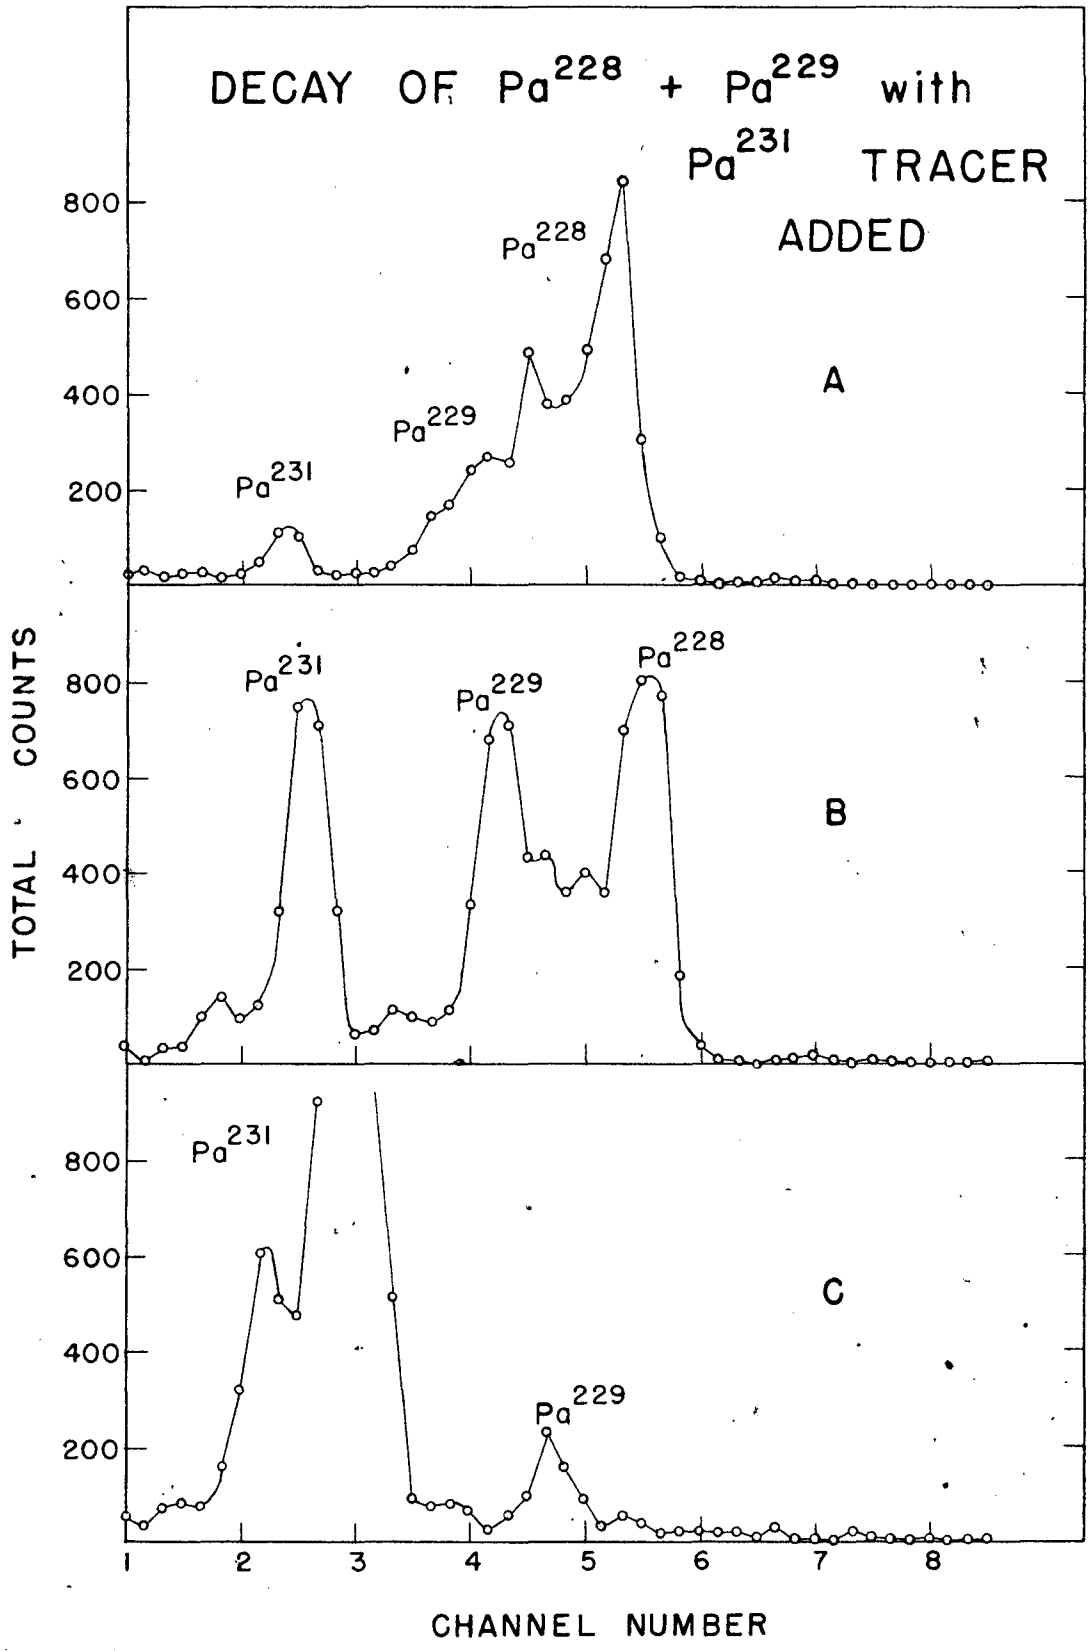 DECAY OF Pa²²⁸ + Pa²²⁹ with
Pa²³¹ TRACER
ADDED
800
600
400
200
Pa²²⁸
Pa²²⁹
Pa²³¹
A
800
600
400
200
Pa²³¹
Pa²²⁹
Pa²²⁸
B
TOTAL COUNTS
800
600
400
200
Pa²³¹
Pa²²⁹
C
1 2 3 4 5 6 7 8
CHANNEL NUMBER